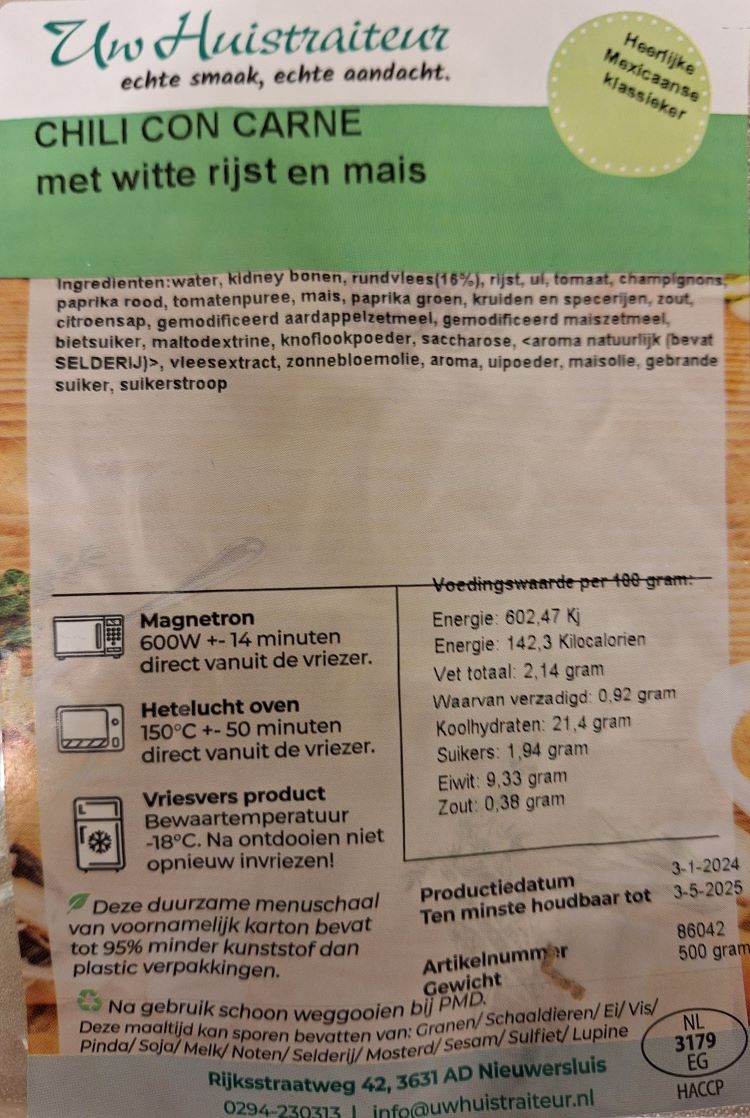 Uw Huistraiteur
echte smaak, echte aandacht.
Heerlijke
Mexicaanse
klassieker
CHILI CON CARNE
met witte rijst en mais
Ingredienten:water, kidney bonen, rundvlees(16%), rijst, ui, tomaat, champignons,
paprika rood, tomatenpuree, mais, paprika groen, kruiden en specerijen, zout,
citroensap, gemodificeerd aardappelzetmeel, gemodificeerd maiszetmeel,
bietsuiker, maltodextrine, knoflookpoeder, saccharose, <aroma natuurlijk (bevat
SELDERIJ)>, vleesextract, zonnebloemolie, aroma, uipoeder, maisolie, gebrande
suiker, suikerstroop
Magnetron
600W +- 14 minuten
direct vanuit de vriezer.
Hetelucht oven
150°C +- 50 minuten
direct vanuit de vriezer.
Vriesvers product
Bewaartemperatuur
-18°C. Na ontdooien niet
opnieuw invriezen!
Voedingswaarde per 100 gram:
Energie: 602,47 Kj
Energie: 142,3 Kilocalorien
Vet totaal: 2,14 gram
Waarvan verzadigd: 0,92 gram
Koolhydraten: 21,4 gram
Suikers: 1,94 gram
Eiwit: 9,33 gram
Zout: 0,38 gram
Deze duurzame menuschaal
van voornamelijk karton bevat
tot 95% minder kunststof dan
plastic verpakkingen.
Productiedatum 3-1-2024
Ten minste houdbaar tot 3-5-2025
Artikelnummer 86042
Gewicht 500 gram
Na gebruik schoon weggooien bij PMD.
Deze maaltijd kan sporen bevatten van: Granen/ Schaaldieren/ Ei/ Vis/
Pinda/ Soja/ Melk/ Noten/ Selderij/ Mosterd/ Sesam/ Sulfiet/ Lupine
NL
3179
EG
HACCP
Rijksstraatweg 42, 3631 AD Nieuwersluis
0294-230313 | info@uwhuistraiteur.nl